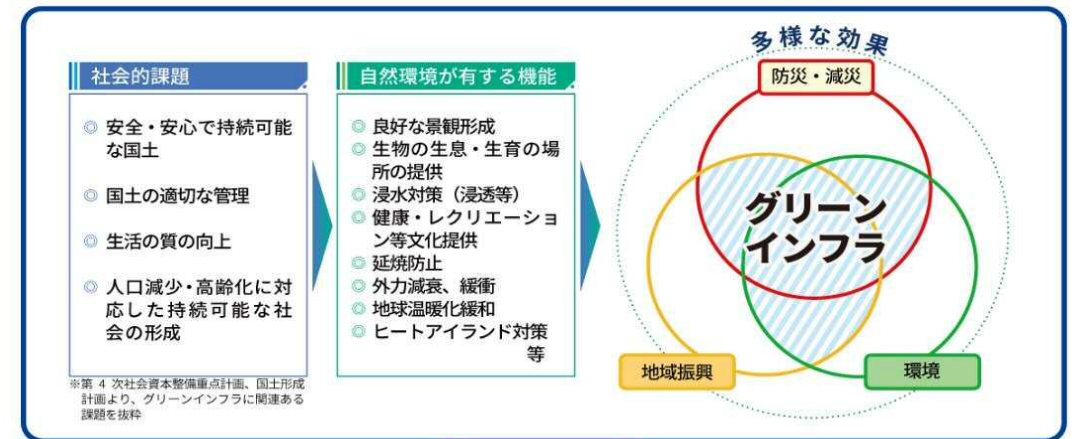 社会的課題
◎ 安全・安心で持続可能
な国土
◎ 国土の適切な管理
◎ 生活の質の向上
◎ 人口減少・高齢化に対
応した持続可能な社
会の形成
※第 4 次社会資本整備重点計画、国土形成
計画より、グリーンインフラに関連ある
課題を抜粋
自然環境が有する機能
◎ 良好な景観形成
◎ 生物の生息・生育の場
所の提供
◎ 浸水対策（浸透等）
◎ 健康・レクリエーショ
ン等文化提供
◎ 延焼防止
◎ 外力減衰、緩衝
◎ 地球温暖化緩和
◎ ヒートアイランド対策
等
多様な効果
防災・減災
グリーン
インフラ
地域振興
環境